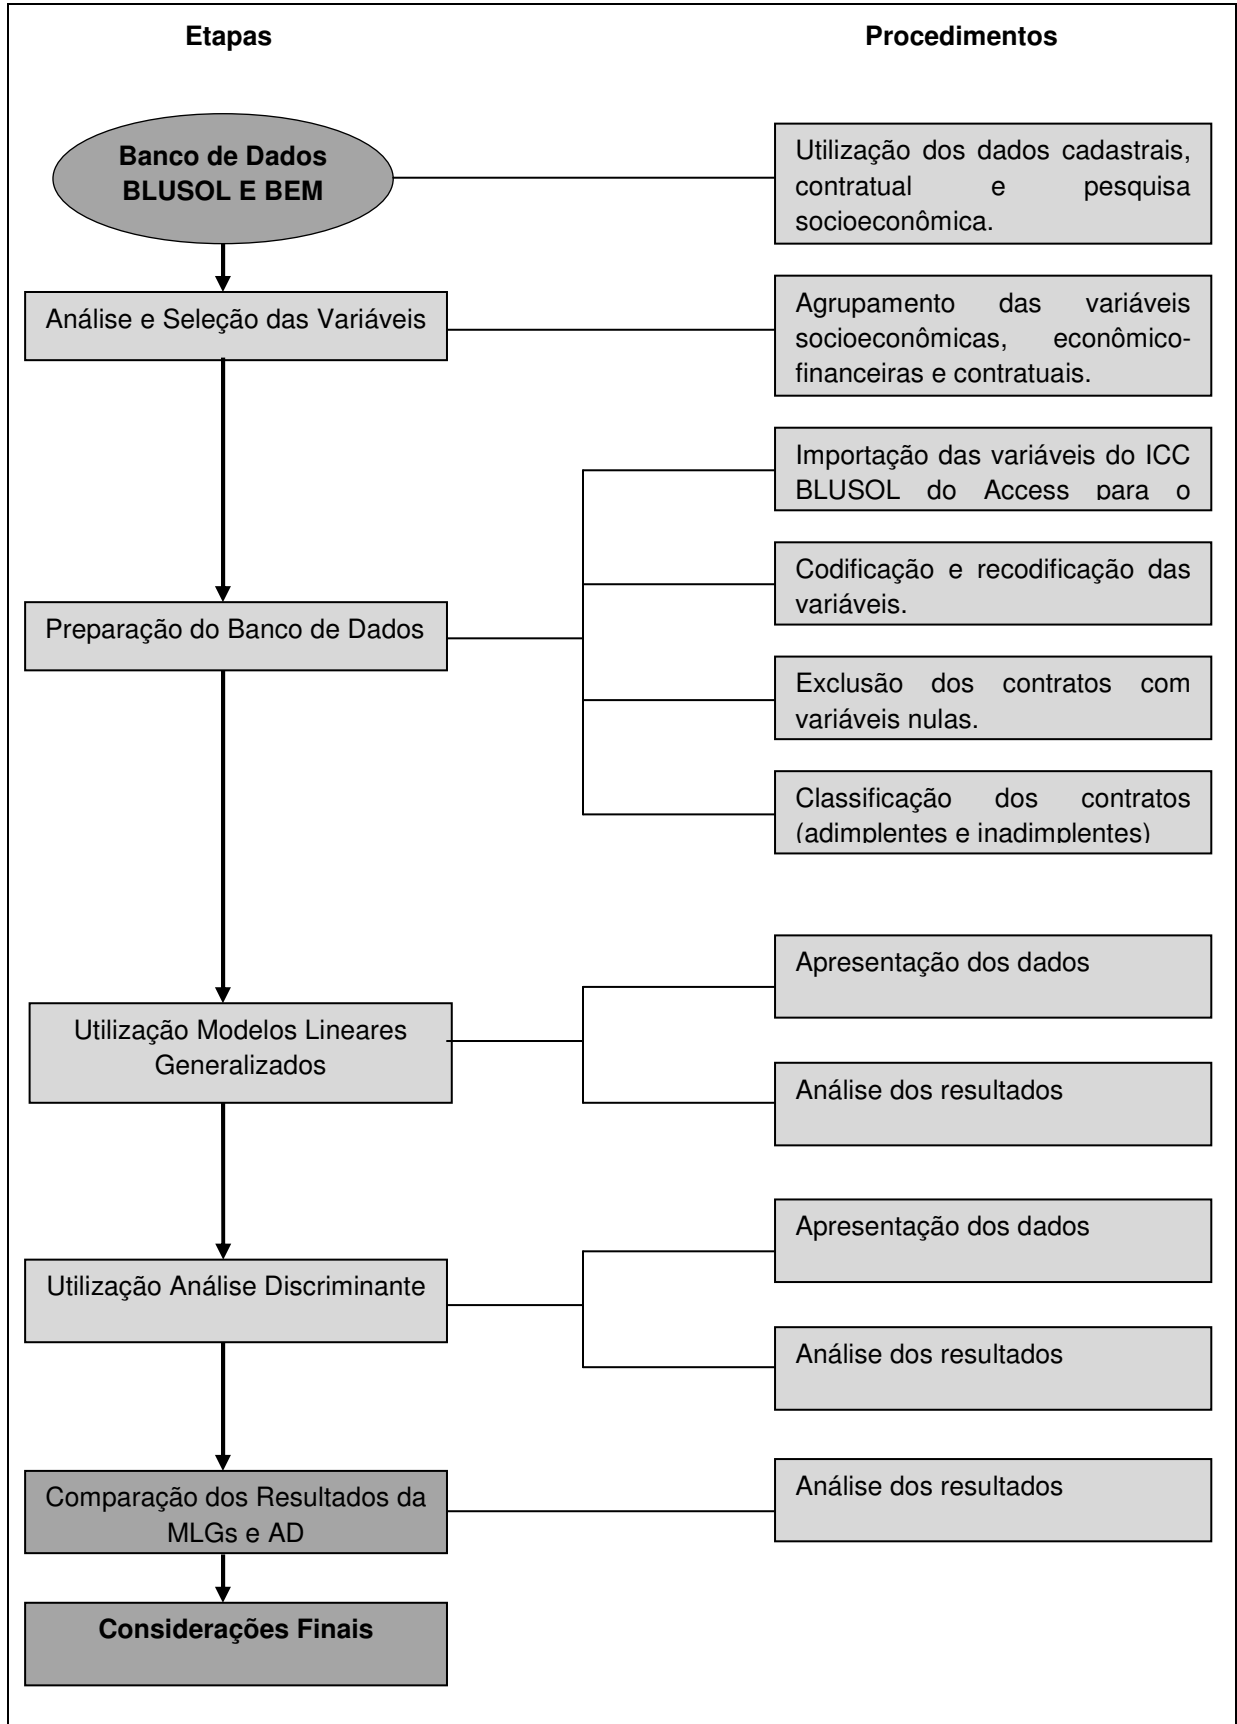 Etapas
Procedimentos
Banco de Dados
BLUSOL E BEM
Utilização dos dados cadastrais,
contratual e pesquisa
socioeconômica.
Análise e Seleção das Variáveis
Agrupamento das variáveis
socioeconômicas, econômico-
financeiras e contratuais.
Preparação do Banco de Dados
Importação das variáveis do ICC
BLUSOL do Access para o
Codificação e recodificação das
variáveis.
Exclusão dos contratos com
variáveis nulas.
Classificação dos contratos
(adimplentes e inadimplentes)
Utilização Modelos Lineares
Generalizados
Apresentação dos dados
Análise dos resultados
Utilização Análise Discriminante
Apresentação dos dados
Análise dos resultados
Comparação dos Resultados da
MLGs e AD
Análise dos resultados
Considerações Finais